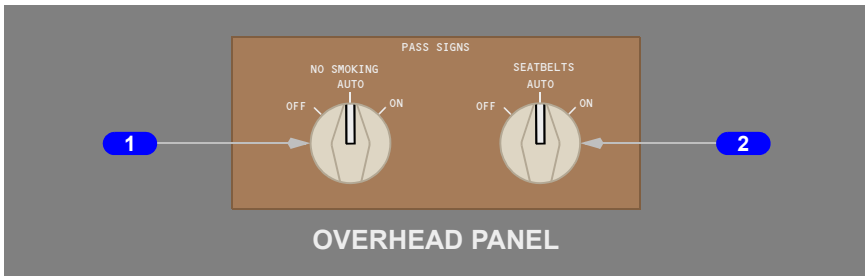 PASS SIGNS
NO SMOKING
SEATBELTS
AUTO
AUTO
OFF
ON
OFF
ON
1
2
OVERHEAD PANEL